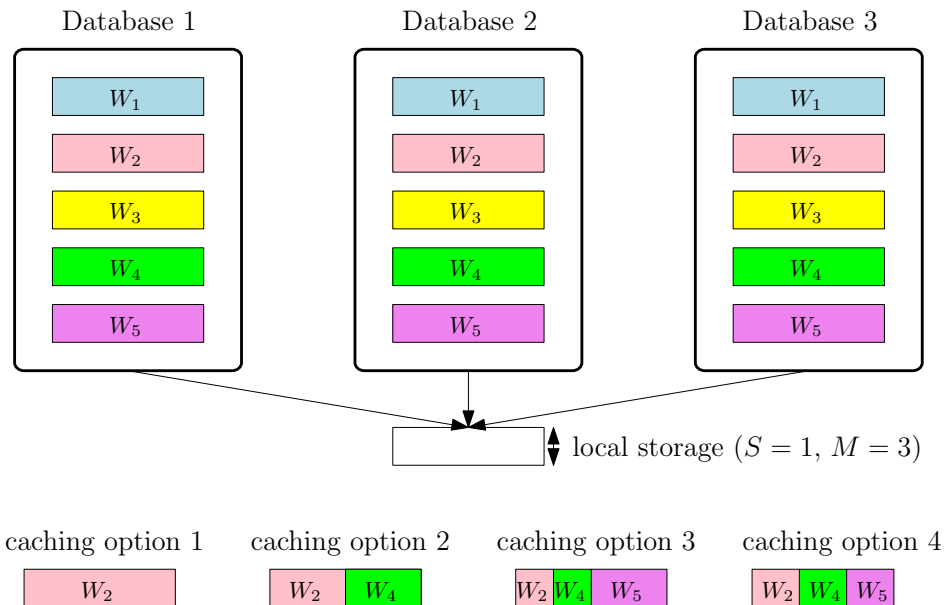 Database 1 Database 2 Database 3
W₁ W₁ W₁
W₂ W₂ W₂
W₃ W₃ W₃
W₄ W₄ W₄
W₅ W₅ W₅
local storage (S = 1, M = 3)
caching option 1 caching option 2 caching option 3 caching option 4
W₂ W₂ W₄ W₂ W₄ W₅ W₂ W₄ W₅